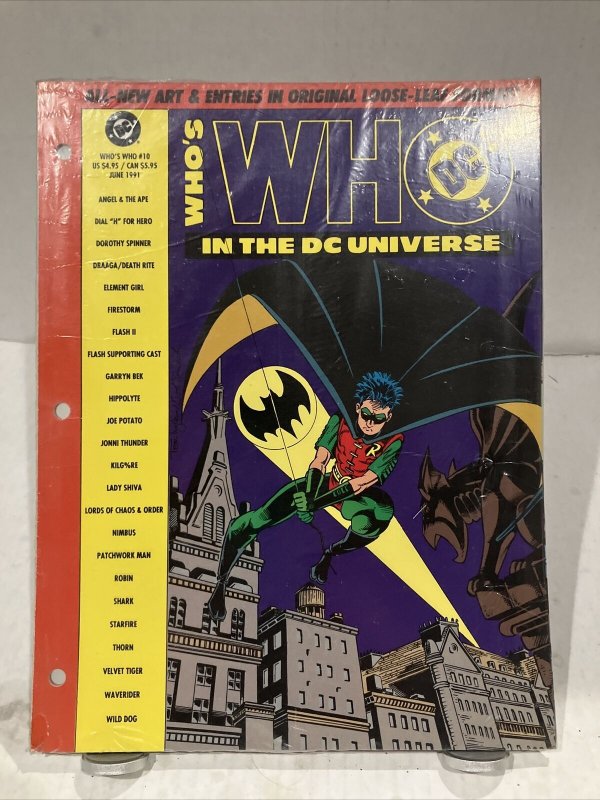 ALL-NEW ART & ENTRIES IN ORIGINAL LOOSE-LEAF FORMAT
DC
WHO'S WHO #10
US $4.95 / CAN $5.95
JUNE 1991
ANGEL & THE APE
DIAL "H" FOR HERO
DOROTHY SPINNER
DRAAGA/DEATH RITE
ELEMENT GIRL
FIRESTORM
FLASH II
FLASH SUPPORTING CAST
GARRYN BEK
HIPPOLYTE
JOE POTATO
JONNI THUNDER
KILG%RE
LADY SHIVA
LORDS OF CHAOS & ORDER
NIMBUS
PATCHWORK MAN
ROBIN
SHARK
STARFIRE
THORN
VELVET TIGER
WAVERIDER
WILD DOG
WHO'S
WHO
DC
IN THE DC UNIVERSE
R